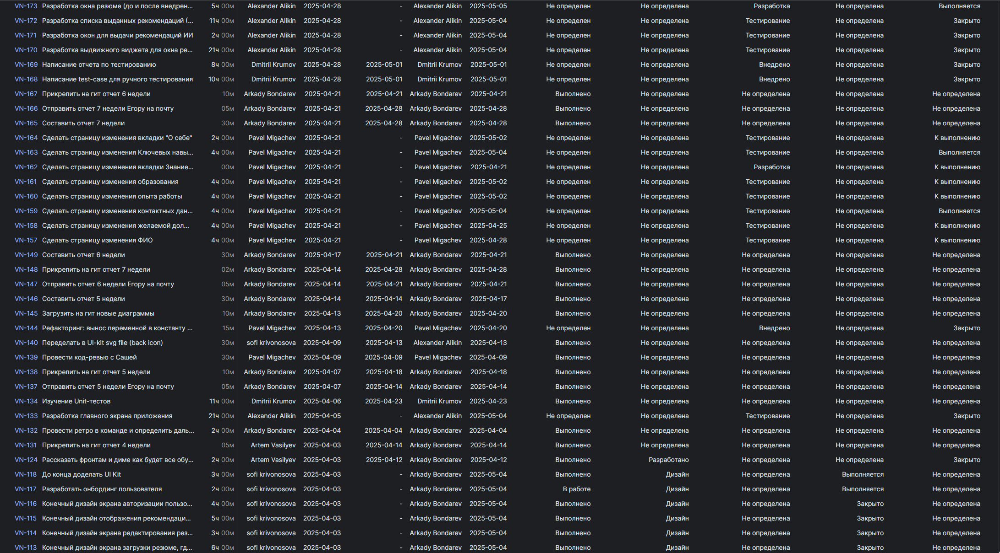 VN-173 Разработка окна резюме (до и после внедрен... 5ч 00м Alexander Alikin 2025-04-28 - Alexander Alikin 2025-05-05 Не определен Не определена Разработка Не определена Выполняется
VN-172 Разработка списка выданных рекомендаций (... 11ч 00м Alexander Alikin 2025-04-28 - Alexander Alikin 2025-05-04 Не определен Не определена Тестирование Не определена Закрыто
VN-171 Разработка окон для выдачи рекомендаций ИИ 2ч 00м Alexander Alikin 2025-04-28 - Alexander Alikin 2025-05-04 Не определен Не определена Тестирование Не определена Закрыто
VN-170 Разработка выдвижного виджета для окна ре... 21ч 00м Alexander Alikin 2025-04-28 - Alexander Alikin 2025-05-04 Не определен Не определена Тестирование Не определена Закрыто
VN-169 Написание отчета по тестированию 8ч 00м Dmitrii Krumov 2025-04-28 2025-05-01 Dmitrii Krumov 2025-05-01 Не определен Не определена Внедрено Не определена Закрыто
VN-168 Написание test-case для ручного тестирования 10ч 00м Dmitrii Krumov 2025-04-28 2025-05-01 Dmitrii Krumov 2025-05-01 Не определен Не определена Внедрено Не определена Закрыто
VN-167 Прикрепить на гит отчет 6 недели 10м Arkady Bondarev 2025-04-21 2025-04-21 Arkady Bondarev 2025-04-21 Выполнено Не определена Не определена Не определена Не определена
VN-166 Отправить отчет 7 недели Егору на почту 05м Arkady Bondarev 2025-04-21 2025-04-28 Arkady Bondarev 2025-04-28 Выполнено Не определена Не определена Не определена Не определена
VN-165 Составить отчет 7 недели 30м Arkady Bondarev 2025-04-21 2025-04-28 Arkady Bondarev 2025-04-28 Выполнено Не определена Не определена Не определена Не определена
VN-164 Сделать страницу изменения вкладки "О себе" 2ч 00м Pavel Migachev 2025-04-21 - Pavel Migachev 2025-05-02 Не определен Не определена Тестирование Не определена К выполнению
VN-163 Сделать страницу изменения Ключевых навы... 4ч 00м Pavel Migachev 2025-04-21 - Pavel Migachev 2025-05-04 Не определен Не определена Тестирование Не определена Выполняется
VN-162 Сделать страницу изменения вкладки Знание... 00м Pavel Migachev 2025-04-21 - Pavel Migachev 2025-04-21 Не определен Не определена Разработка Не определена К выполнению
VN-161 Сделать страницу изменения образования 4ч 00м Pavel Migachev 2025-04-21 - Pavel Migachev 2025-05-02 Не определен Не определена Тестирование Не определена К выполнению
VN-160 Сделать страницу изменения опыта работы 4ч 00м Pavel Migachev 2025-04-21 - Pavel Migachev 2025-05-02 Не определен Не определена Тестирование Не определена К выполнению
VN-159 Сделать страницу изменения контактных дан... 4ч 00м Pavel Migachev 2025-04-21 - Pavel Migachev 2025-05-04 Не определен Не определена Тестирование Не определена Выполняется
VN-158 Сделать страницу изменения желаемой дол... 4ч 00м Pavel Migachev 2025-04-21 - Pavel Migachev 2025-04-25 Не определен Не определена Тестирование Не определена К выполнению
VN-157 Сделать страницу изменения ФИО 4ч 00м Pavel Migachev 2025-04-21 - Pavel Migachev 2025-04-28 Не определен Не определена Тестирование Не определена К выполнению
VN-149 Составить отчет 6 недели 30м Arkady Bondarev 2025-04-17 2025-04-21 Arkady Bondarev 2025-04-21 Выполнено Не определена Не определена Не определена Не определена
VN-148 Прикрепить на гит отчет 7 недели 02м Arkady Bondarev 2025-04-14 2025-04-28 Arkady Bondarev 2025-04-28 Выполнено Не определена Не определена Не определена Не определена
VN-147 Отправить отчет 6 недели Егору на почту 05м Arkady Bondarev 2025-04-14 2025-04-21 Arkady Bondarev 2025-04-21 Выполнено Не определена Не определена Не определена Не определена
VN-146 Составить отчет 5 недели 30м Arkady Bondarev 2025-04-14 2025-04-14 Arkady Bondarev 2025-04-17 Выполнено Не определена Не определена Не определена Не определена
VN-145 Загрузить на гит новые диаграммы 10м Arkady Bondarev 2025-04-13 2025-04-20 Arkady Bondarev 2025-04-20 Выполнено Не определена Не определена Не определена Не определена
VN-144 Рефакторинг: вынос переменной в константу ... 15м Pavel Migachev 2025-04-13 2025-04-20 Pavel Migachev 2025-04-20 Не определен Не определена Внедрено Не определена Закрыто
VN-140 Переделать в UI-kit svg file (back icon) 30м sofi krivonosova 2025-04-09 2025-04-13 Alexander Alikin 2025-04-13 Выполнено Не определена Не определена Не определена Не определена
VN-139 Провести код-ревью с Сашей 30м Pavel Migachev 2025-04-09 2025-04-09 Pavel Migachev 2025-04-09 Выполнено Не определена Не определена Не определена Не определена
VN-138 Прикрепить на гит отчет 5 недели 10м Arkady Bondarev 2025-04-07 2025-04-18 Arkady Bondarev 2025-04-18 Выполнено Не определена Не определена Не определена Не определена
VN-137 Отправить отчет 5 недели Егору на почту 05м Arkady Bondarev 2025-04-07 2025-04-14 Arkady Bondarev 2025-04-14 Выполнено Не определена Не определена Не определена Не определена
VN-134 Изучение Unit-тестов 11ч 00м Dmitrii Krumov 2025-04-06 2025-04-23 Dmitrii Krumov 2025-04-23 Выполнено Не определена Не определена Не определена Не определена
VN-133 Разработка главного экрана приложения 21ч 00м Alexander Alikin 2025-04-05 - Alexander Alikin 2025-05-04 Не определен Не определена Тестирование Не определена Закрыто
VN-132 Провести ретро в команде и определить даль... 2ч 00м Arkady Bondarev 2025-04-04 2025-04-04 Arkady Bondarev 2025-04-04 Выполнено Не определена Не определена Не определена Не определена
VN-131 Прикрепить на гит отчет 4 недели 05м Artem Vasilyev 2025-04-03 2025-04-14 Arkady Bondarev 2025-04-14 Выполнено Не определена Не определена Не определена Не определена
VN-124 Рассказать фронтам и диме как будет все обу... 2ч 00м Artem Vasilyev 2025-04-03 2025-04-12 Arkady Bondarev 2025-04-12 Выполнено Разработано Не определена Не определена Закрыто
VN-118 До конца доделать UI Kit 3ч 00м sofi krivonosova 2025-04-03 - Arkady Bondarev 2025-05-04 Выполнено Дизайн Не определена Выполняется Не определена
VN-117 Разработать онбординг пользователя 2ч 00м sofi krivonosova 2025-04-03 - Arkady Bondarev 2025-05-04 В работе Дизайн Не определена Выполняется Не определена
VN-116 Конечный дизайн экрана авторизации пользо... 4ч 00м sofi krivonosova 2025-04-03 - Arkady Bondarev 2025-05-04 Выполнено Дизайн Не определена Закрыто Не определена
VN-115 Конечный дизайн отображения рекомендаци... 5ч 00м sofi krivonosova 2025-04-03 - Arkady Bondarev 2025-05-04 Выполнено Дизайн Не определена Закрыто Не определена
VN-114 Конечный дизайн экрана редактирования рез... 3ч 00м sofi krivonosova 2025-04-03 - Arkady Bondarev 2025-05-04 Выполнено Дизайн Не определена Закрыто Не определена
VN-113 Конечный дизайн экрана загрузки резюме, гд... 6ч 00м sofi krivonosova 2025-04-03 - Arkady Bondarev 2025-05-04 Выполнено Дизайн Не определена Закрыто Не определена